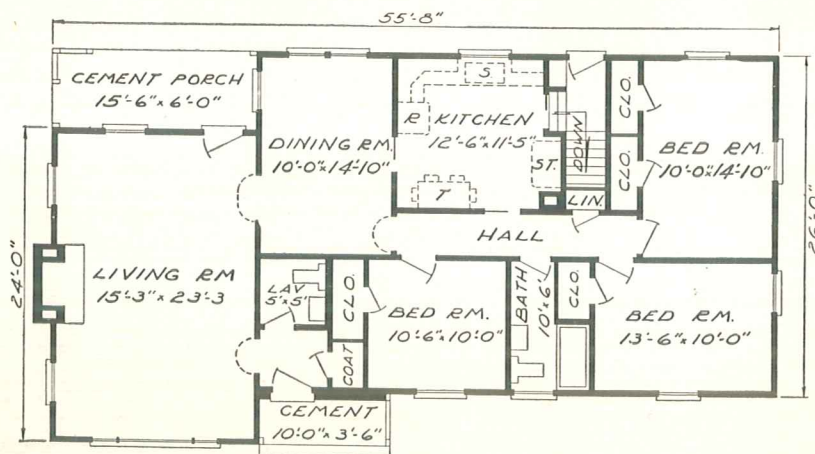 55'-8"
CEMENT PORCH
15'-6" x 6'-0"
DINING RM.
10'-0" x 14'-10"
S.
R
KITCHEN
12'-6" x 11'-5"
ST.
T
DOWN
CLO.
CLO.
LIN.
BED RM.
10'-0" x 14'-10"
26'-0"
24'-0"
HALL
LIVING RM
15'-3" x 23'-3
LAV
5' x 5'
CLO.
COAT
BED RM.
10'-6" x 10'-0"
BATH
10' x 6'
CLO.
BED RM.
13'-6" x 10'-0"
CEMENT
10'-0" x 3'-6"